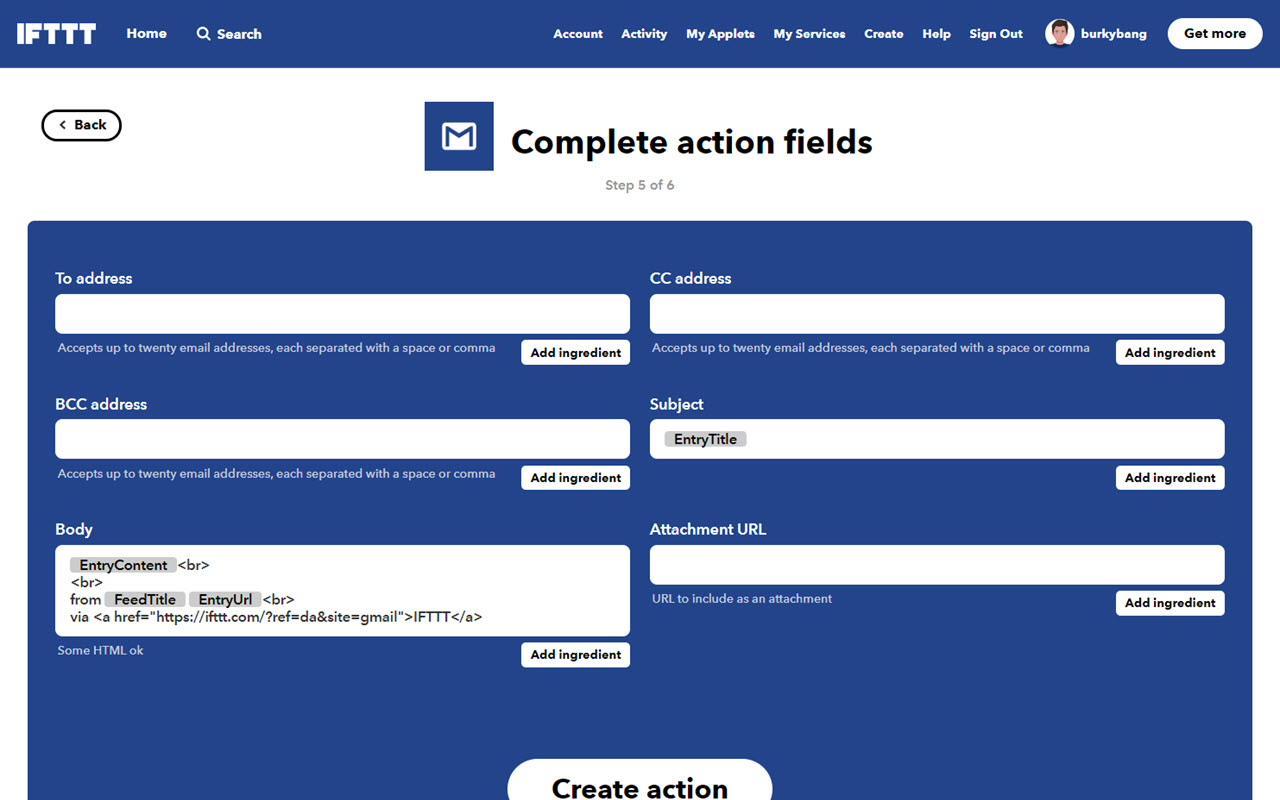 IFTTT Home Search Account Activity My Applets My Services Create Help Sign Out burkybang Get more
Back
Complete action fields
Step 5 of 6
To address
Accepts up to twenty email addresses, each separated with a space or comma
Add ingredient
CC address
Accepts up to twenty email addresses, each separated with a space or comma
Add ingredient
BCC address
Accepts up to twenty email addresses, each separated with a space or comma
Add ingredient
Subject
EntryTitle
Add ingredient
Body
EntryContent <br>
<br>
from FeedTitle EntryUrl <br>
via <a href="https://ifttt.com/?ref=da&site=gmail">IFTTT</a>
Some HTML ok
Add ingredient
Attachment URL
URL to include as an attachment
Add ingredient
Create action